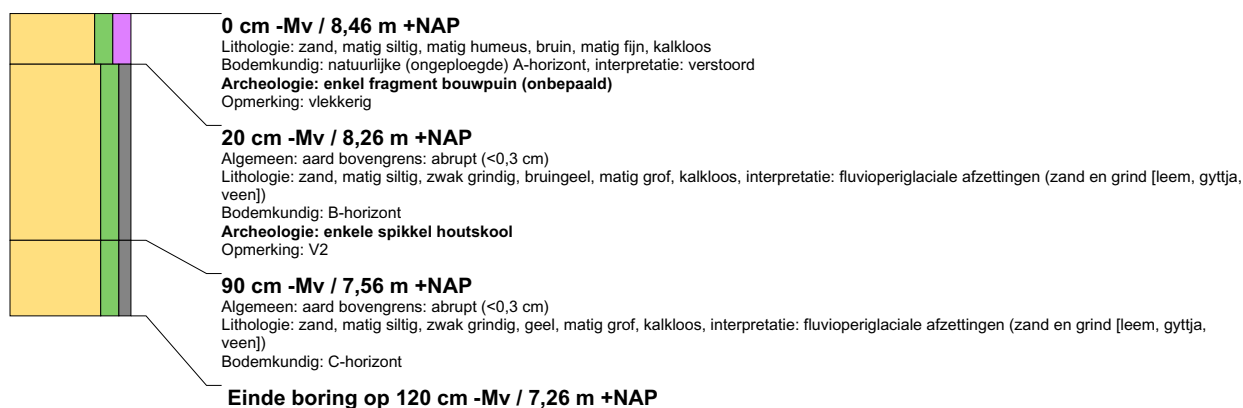 0 cm -Mv / 8,46 m +NAP
Lithologie: zand, matig siltig, matig humeus, bruin, matig fijn, kalkloos
Bodemkundig: natuurlijke (ongeploegde) A-horizont, interpretatie: verstoord
Archeologie: enkel fragment bouwpuin (onbepaald)
Opmerking: vlekkerig
20 cm -Mv / 8,26 m +NAP
Algemeen: aard bovengrens: abrupt (<0,3 cm)
Lithologie: zand, matig siltig, zwak grindig, bruingeel, matig grof, kalkloos, interpretatie: fluvioperiglaciale afzettingen (zand en grind [leem, gyttja,
veen])
Bodemkundig: B-horizont
Archeologie: enkele spikkel houtskool
Opmerking: V2
90 cm -Mv / 7,56 m +NAP
Algemeen: aard bovengrens: abrupt (<0,3 cm)
Lithologie: zand, matig siltig, zwak grindig, geel, matig grof, kalkloos, interpretatie: fluvioperiglaciale afzettingen (zand en grind [leem, gyttja,
veen])
Bodemkundig: C-horizont
Einde boring op 120 cm -Mv / 7,26 m +NAP